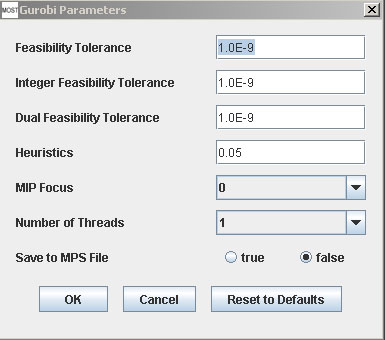 MOST Gurobi Parameters
Feasibility Tolerance 1.0E-9
Integer Feasibility Tolerance 1.0E-9
Dual Feasibility Tolerance 1.0E-9
Heuristics 0.05
MIP Focus 0
Number of Threads 1
Save to MPS File true false
OK Cancel Reset to Defaults